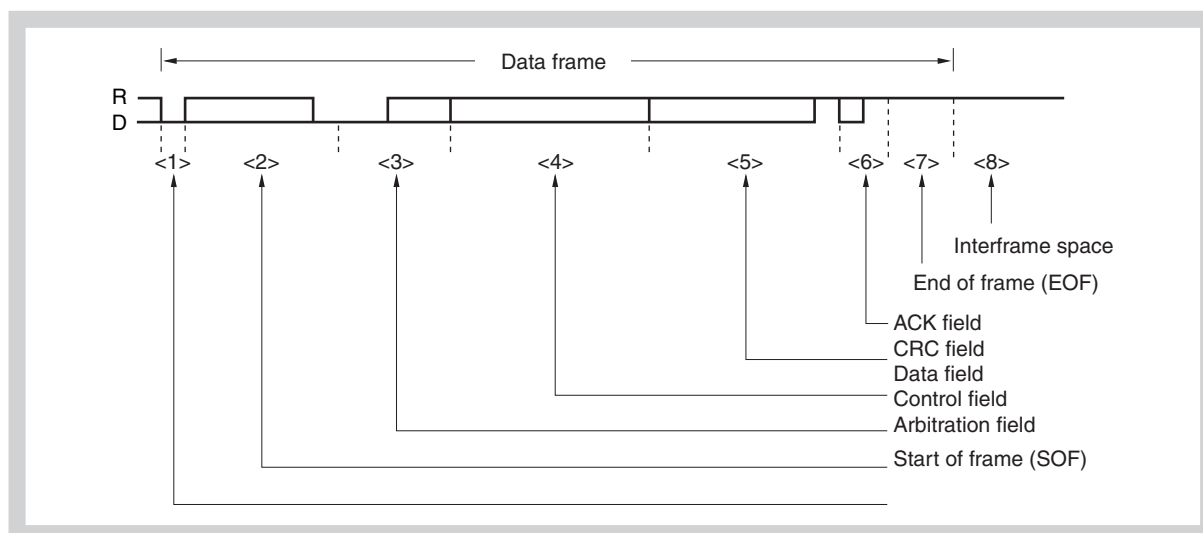 Data frame
R
D
<1> <2> <3> <4> <5> <6> <7> <8>
Interframe space
End of frame (EOF)
ACK field
CRC field
Data field
Control field
Arbitration field
Start of frame (SOF)